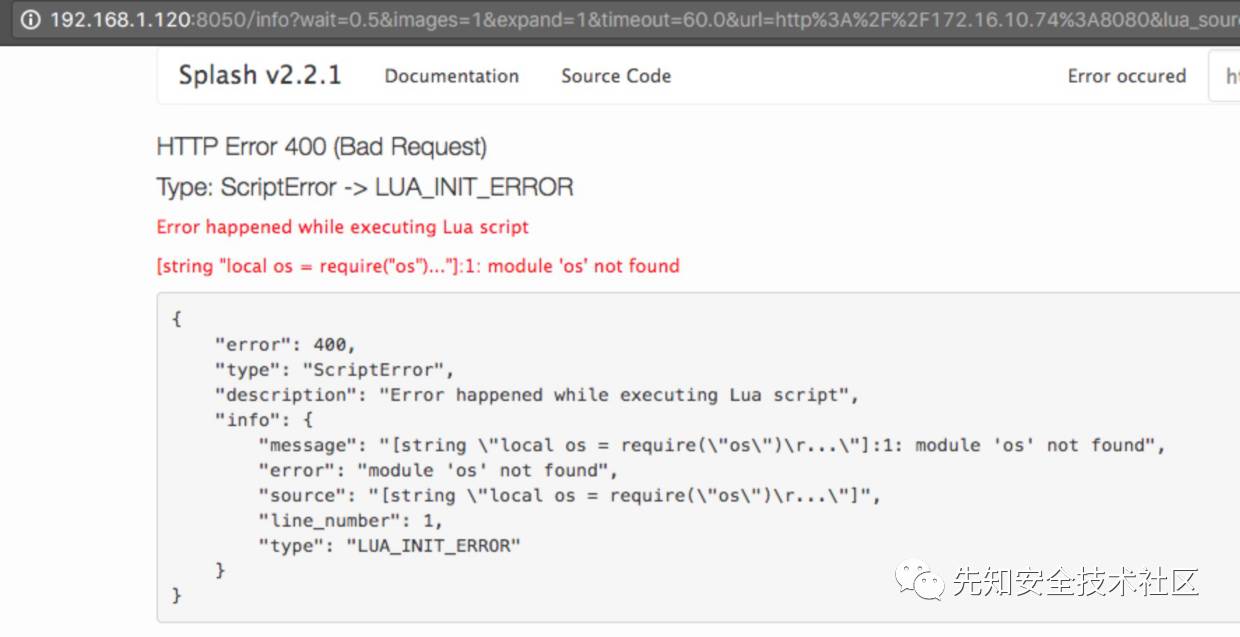 192.168.1.120:8050/info?wait=0.5&images=1&expand=1&timeout=60.0&url=http%3A%2F%2F172.16.10.74%3A8080&lua_sour
Splash v2.2.1 Documentation Source Code Error occured ht
HTTP Error 400 (Bad Request)
Type: ScriptError -> LUA_INIT_ERROR
Error happened while executing Lua script
[string "local os = require("os")..."]:1: module 'os' not found
{
"error": 400,
"type": "ScriptError",
"description": "Error happened while executing Lua script",
"info": {
"message": "[string \"local os = require(\"os\")\r...\"]:1: module 'os' not found",
"error": "module 'os' not found",
"source": "[string \"local os = require(\"os\")\r...\"]",
"line_number": 1,
"type": "LUA_INIT_ERROR"
}
}
先知安全技术社区